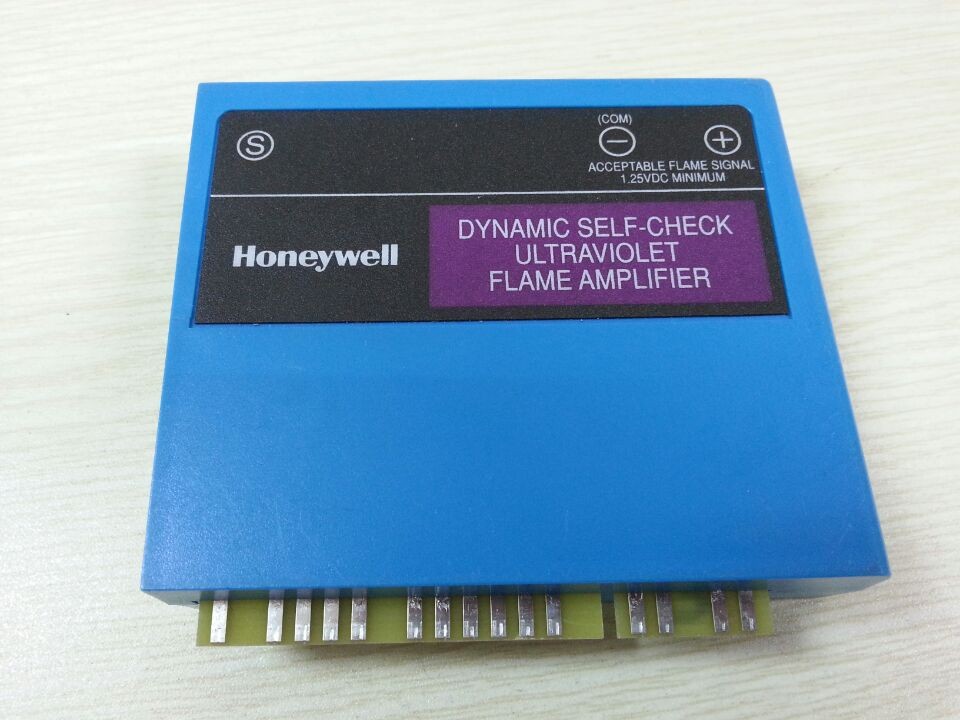 (COM)
S − +
ACCEPTABLE FLAME SIGNAL
1.25VDC MINIMUM
Honeywell
DYNAMIC SELF-CHECK
ULTRAVIOLET
FLAME AMPLIFIER